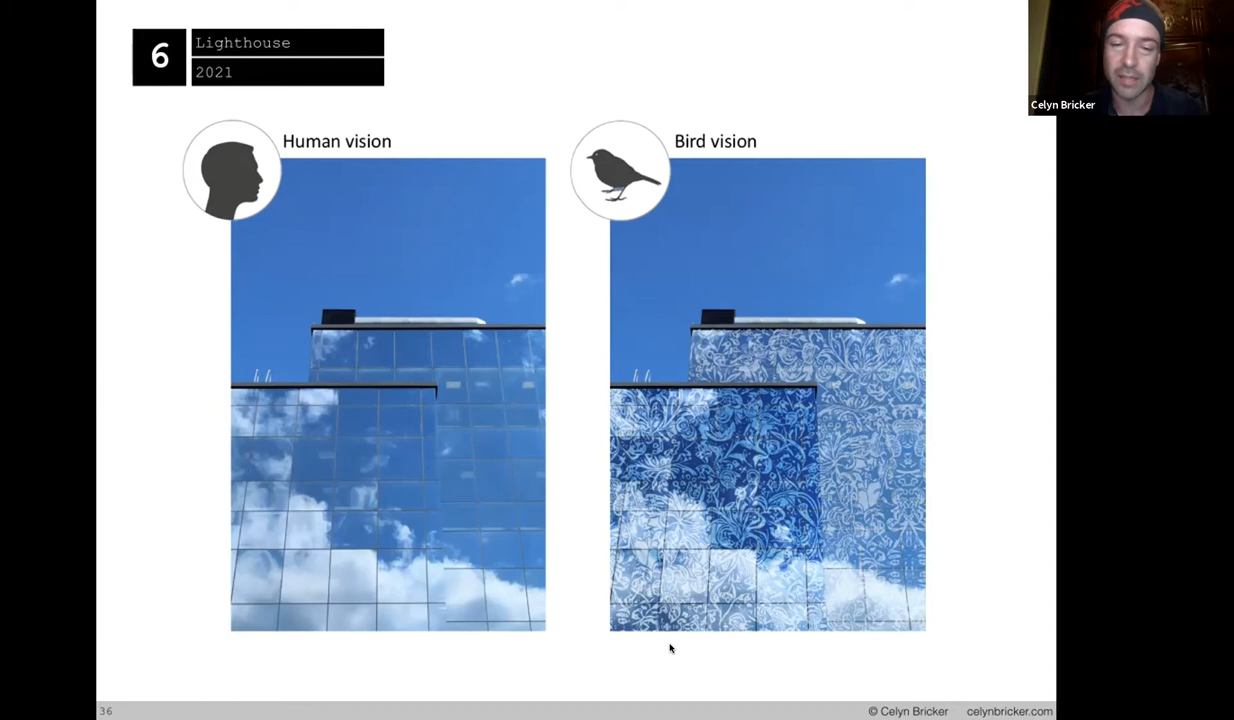 6
Lighthouse
2021
Celyn Bricker
Human vision
Bird vision
36
© Celyn Bricker
celynbricker.com